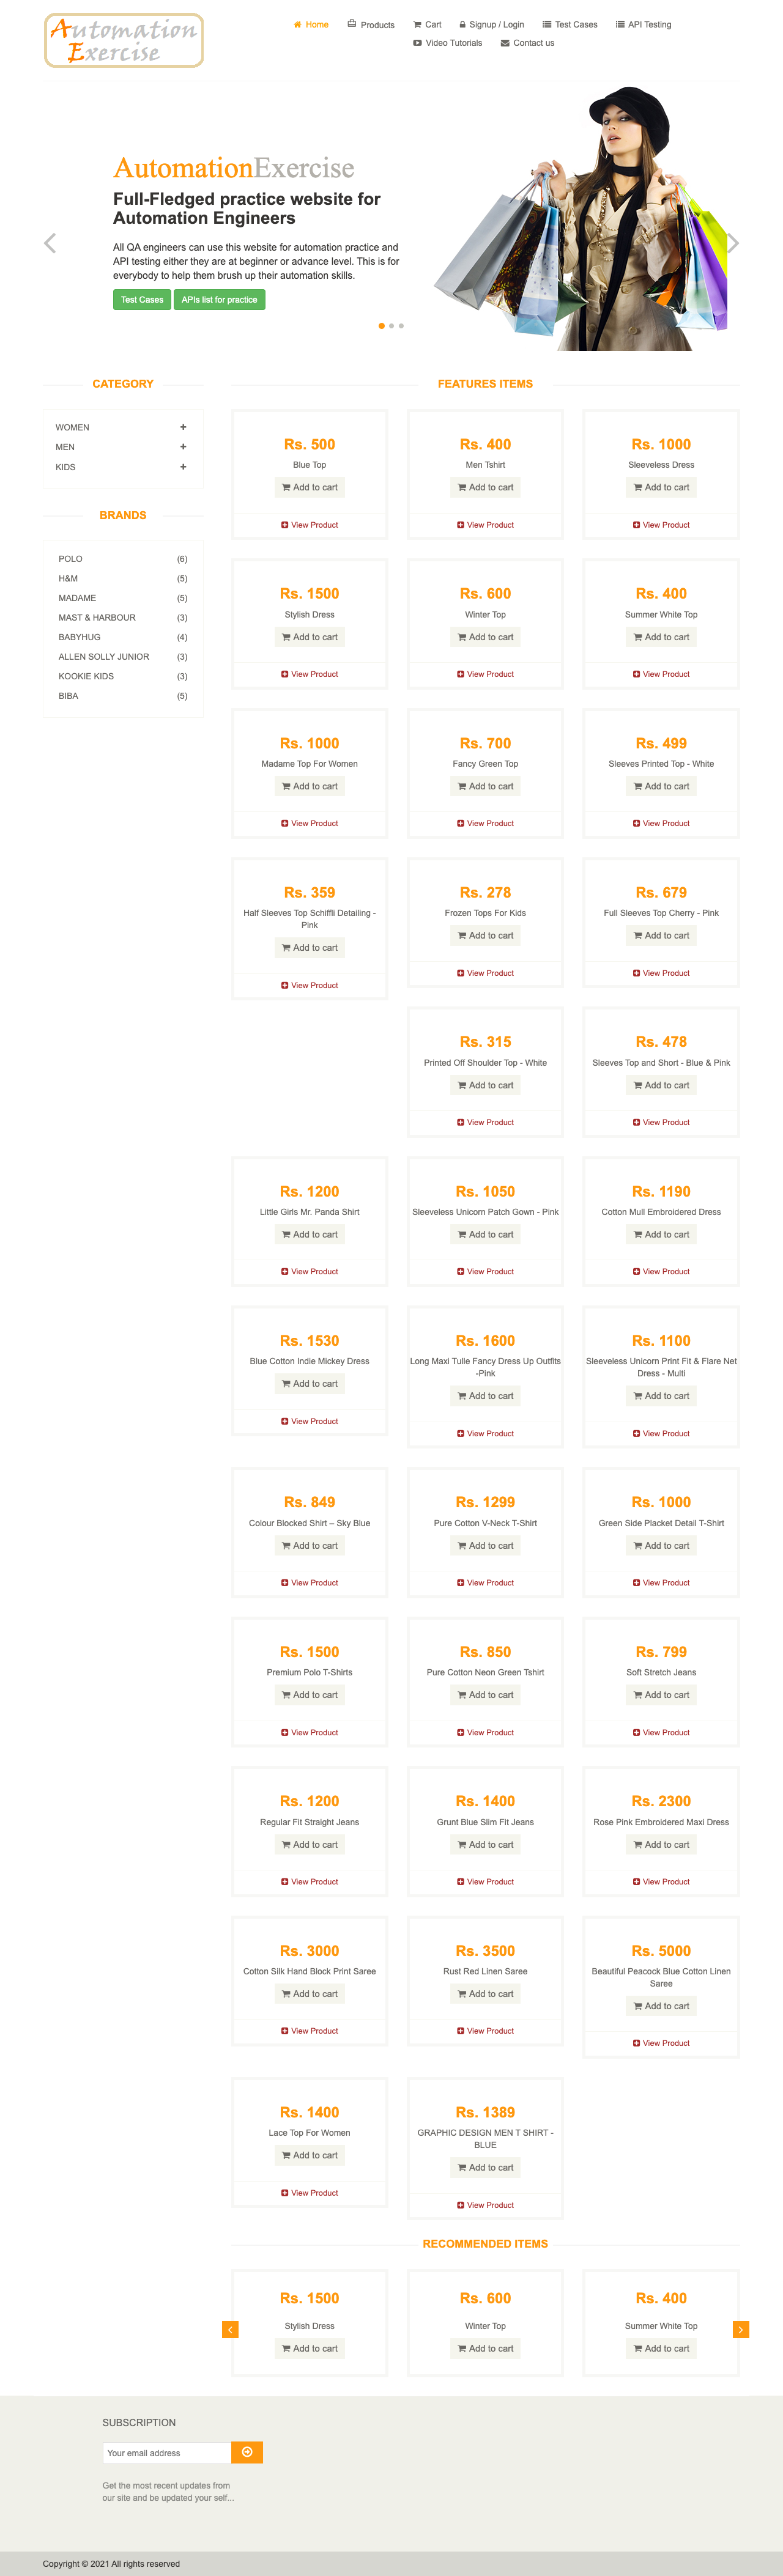 Automation
Exercise
Home
Products
Cart
Signup / Login
Test Cases
API Testing
Video Tutorials
Contact us
AutomationExercise
Full-Fledged practice website for
Automation Engineers
All QA engineers can use this website for automation practice and
API testing either they are at beginner or advance level. This is for
everybody to help them brush up their automation skills.
Test Cases
APIs list for practice
CATEGORY
WOMEN
MEN
KIDS
BRANDS
POLO (6)
H&M (5)
MADAME (5)
MAST & HARBOUR (3)
BABYHUG (4)
ALLEN SOLLY JUNIOR (3)
KOOKIE KIDS (3)
BIBA (5)
FEATURES ITEMS
Rs. 500
Blue Top
Add to cart
View Product
Rs. 400
Men Tshirt
Add to cart
View Product
Rs. 1000
Sleeveless Dress
Add to cart
View Product
Rs. 1500
Stylish Dress
Add to cart
View Product
Rs. 600
Winter Top
Add to cart
View Product
Rs. 400
Summer White Top
Add to cart
View Product
Rs. 1000
Madame Top For Women
Add to cart
View Product
Rs. 700
Fancy Green Top
Add to cart
View Product
Rs. 499
Sleeves Printed Top - White
Add to cart
View Product
Rs. 359
Half Sleeves Top Schiffli Detailing -
Pink
Add to cart
View Product
Rs. 278
Frozen Tops For Kids
Add to cart
View Product
Rs. 679
Full Sleeves Top Cherry - Pink
Add to cart
View Product
Rs. 315
Printed Off Shoulder Top - White
Add to cart
View Product
Rs. 478
Sleeves Top and Short - Blue & Pink
Add to cart
View Product
Rs. 1200
Little Girls Mr. Panda Shirt
Add to cart
View Product
Rs. 1050
Sleeveless Unicorn Patch Gown - Pink
Add to cart
View Product
Rs. 1190
Cotton Mull Embroidered Dress
Add to cart
View Product
Rs. 1530
Blue Cotton Indie Mickey Dress
Add to cart
View Product
Rs. 1600
Long Maxi Tulle Fancy Dress Up Outfits
-Pink
Add to cart
View Product
Rs. 1100
Sleeveless Unicorn Print Fit & Flare Net
Dress - Multi
Add to cart
View Product
Rs. 849
Colour Blocked Shirt – Sky Blue
Add to cart
View Product
Rs. 1299
Pure Cotton V-Neck T-Shirt
Add to cart
View Product
Rs. 1000
Green Side Placket Detail T-Shirt
Add to cart
View Product
Rs. 1500
Premium Polo T-Shirts
Add to cart
View Product
Rs. 850
Pure Cotton Neon Green Tshirt
Add to cart
View Product
Rs. 799
Soft Stretch Jeans
Add to cart
View Product
Rs. 1200
Regular Fit Straight Jeans
Add to cart
View Product
Rs. 1400
Grunt Blue Slim Fit Jeans
Add to cart
View Product
Rs. 2300
Rose Pink Embroidered Maxi Dress
Add to cart
View Product
Rs. 3000
Cotton Silk Hand Block Print Saree
Add to cart
View Product
Rs. 3500
Rust Red Linen Saree
Add to cart
View Product
Rs. 5000
Beautiful Peacock Blue Cotton Linen
Saree
Add to cart
View Product
Rs. 1400
Lace Top For Women
Add to cart
View Product
Rs. 1389
GRAPHIC DESIGN MEN T SHIRT -
BLUE
Add to cart
View Product
RECOMMENDED ITEMS
Rs. 1500
Stylish Dress
Add to cart
Rs. 600
Winter Top
Add to cart
Rs. 400
Summer White Top
Add to cart
SUBSCRIPTION
Your email address
Get the most recent updates from
our site and be updated your self...
Copyright © 2021 All rights reserved